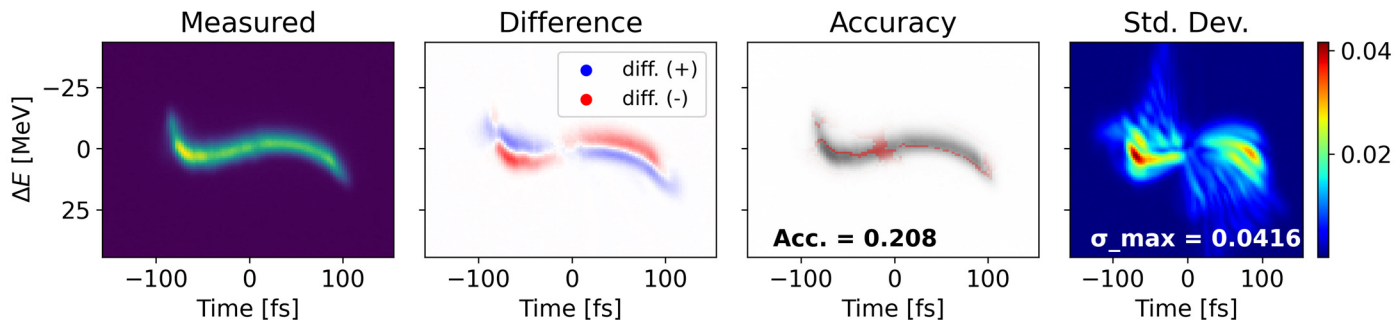 Measured
Difference
Accuracy
Std. Dev.
ΔE [MeV]
−25
0
25
diff. (+)
diff. (-)
Acc. = 0.208
σ_max = 0.0416
0.04
0.02
−100 0 100
−100 0 100
−100 0 100
−100 0 100
Time [fs]
Time [fs]
Time [fs]
Time [fs]